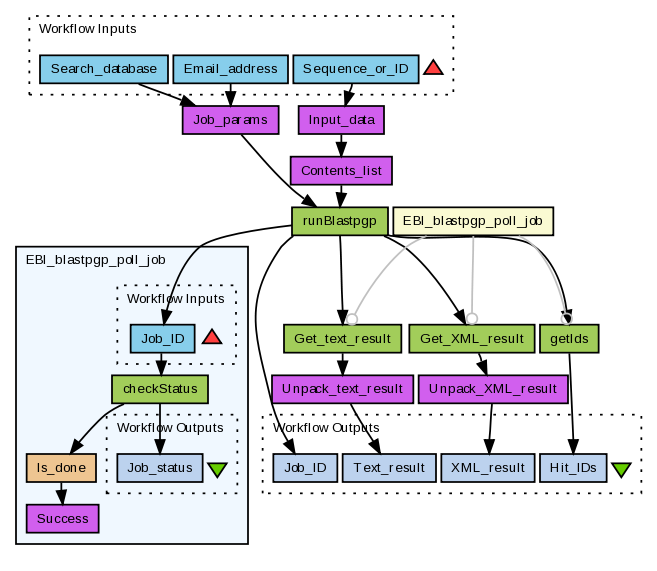 Workflow Inputs
Search_database
Email_address
Sequence_or_ID
Job_params
Input_data
Contents_list
runBlastpgp
EBI_blastpgp_poll_job
EBI_blastpgp_poll_job
Workflow Inputs
Job_ID
Get_text_result
Get_XML_result
getIds
checkStatus
Unpack_text_result
Unpack_XML_result
Workflow Outputs
Workflow Outputs
Is_done
Job_status
Job_ID
Text_result
XML_result
Hit_IDs
Success